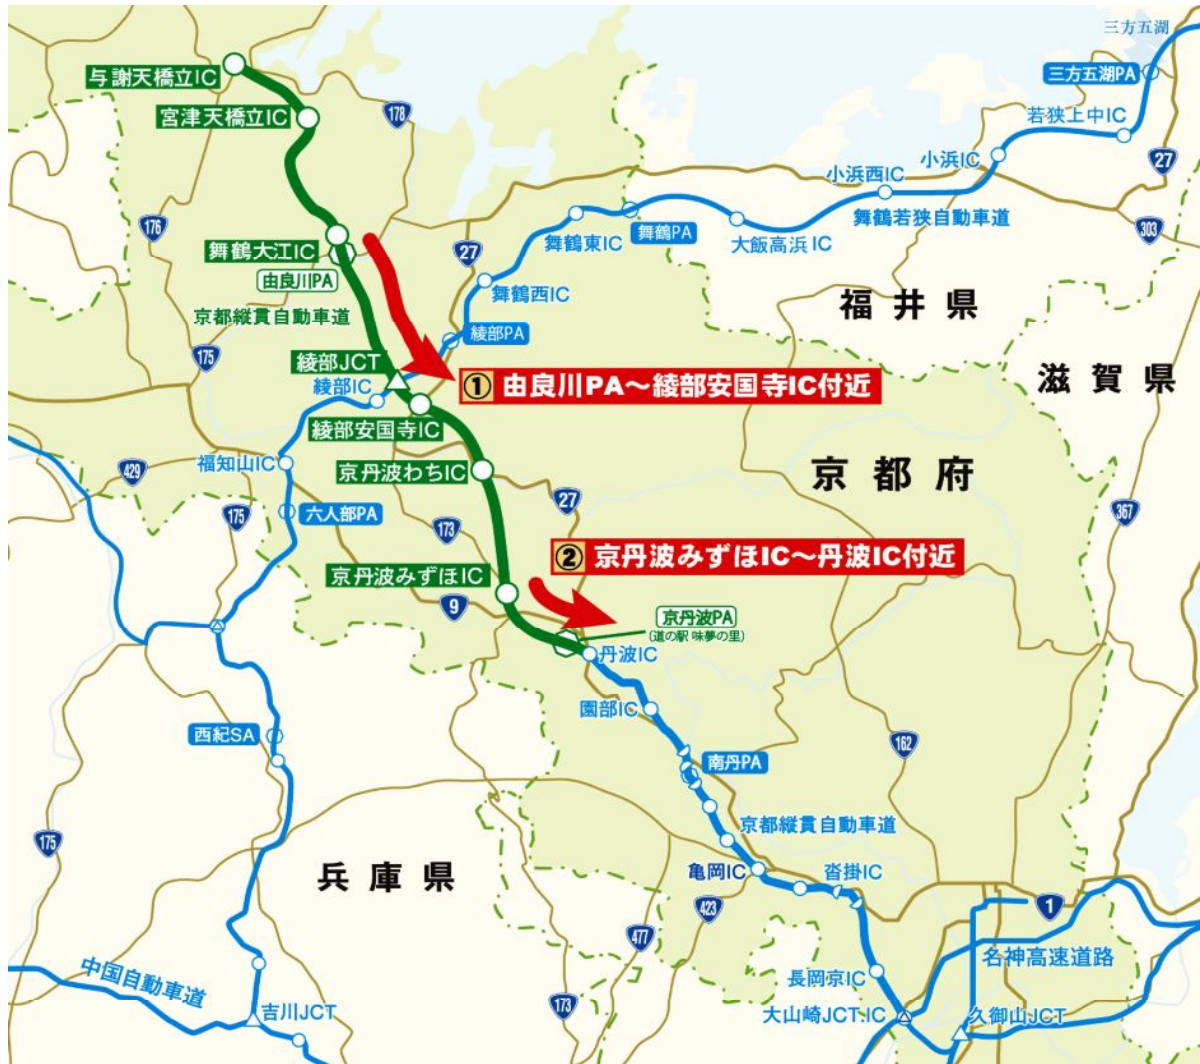 三方五湖
与謝天橋立IC
三方五湖PA
宮津天橋立IC
178
若狭上中IC
小浜IC
27
小浜西IC
176
舞鶴若狭自動車道
303
舞鶴大江IC
27
舞鶴東IC
舞鶴PA
大飯高浜IC
由良川PA
舞鶴西IC
福井県
京都縦貫自動車道
175
綾部PA
綾部JCT
綾部IC
① 由良川PA～綾部安国寺IC付近
滋賀県
綾部安国寺IC
福知山IC
429
京丹波わちIC
京都府
27
367
六人部PA
175
173
② 京丹波みずほIC～丹波IC付近
京丹波みずほIC
9
京丹波PA
(道の駅 味夢の里)
丹波IC
園部IC
西紀SA
162
南丹PA
175
京都縦貫自動車道
兵庫県
亀岡IC
沓掛IC
423
1
477
名神高速道路
中国自動車道
長岡京IC
173
吉川JCT
大山崎JCT.IC
久御山JCT